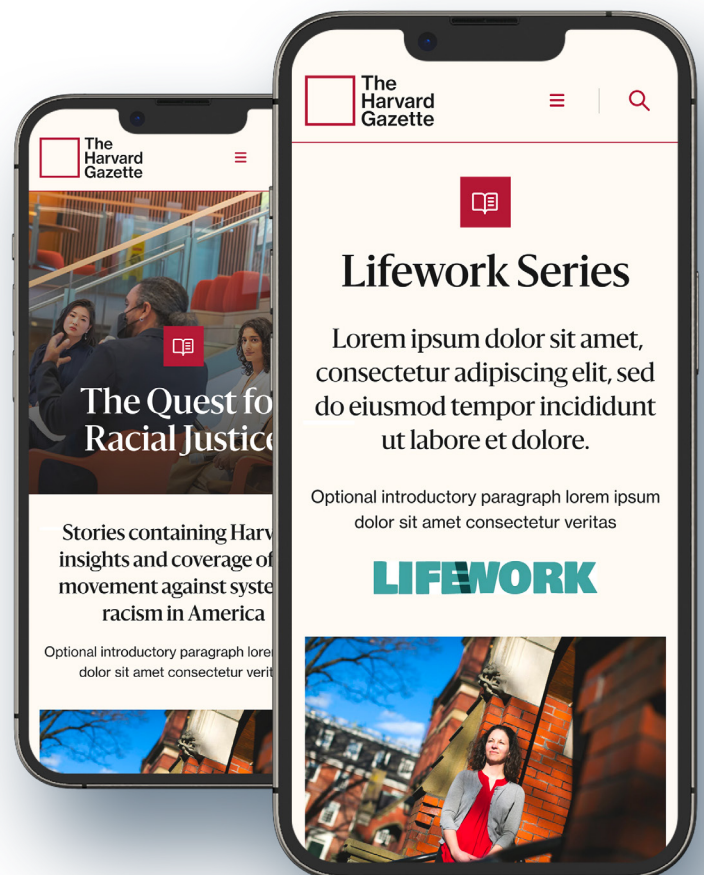 The
Harvard
Gazette
The Quest fo
Racial Justice
Stories containing Harv
insights and coverage of
movement against syste
racism in America
Optional introductory paragraph lore
dolor sit amet consectetur verit
The
Harvard
Gazette
Lifework Series
Lorem ipsum dolor sit amet,
consectetur adipiscing elit, sed
do eiusmod tempor incididunt
ut labore et dolore.
Optional introductory paragraph lorem ipsum
dolor sit amet consectetur veritas
LIFEWORK